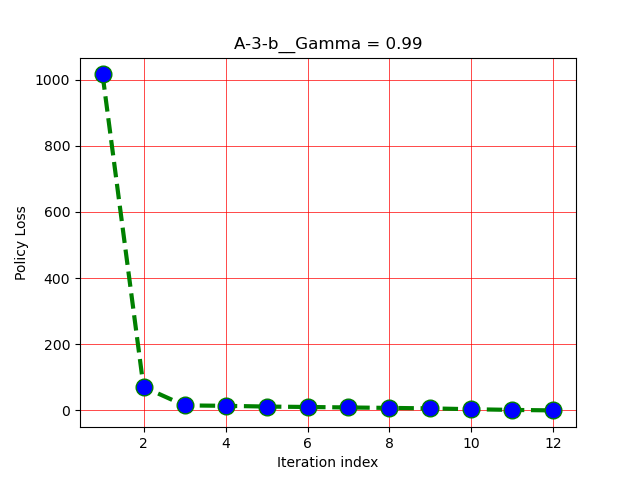 A-3-b__Gamma = 0.99
1000
800
600
400
200
0
Policy Loss
2 4 6 8 10 12
Iteration index